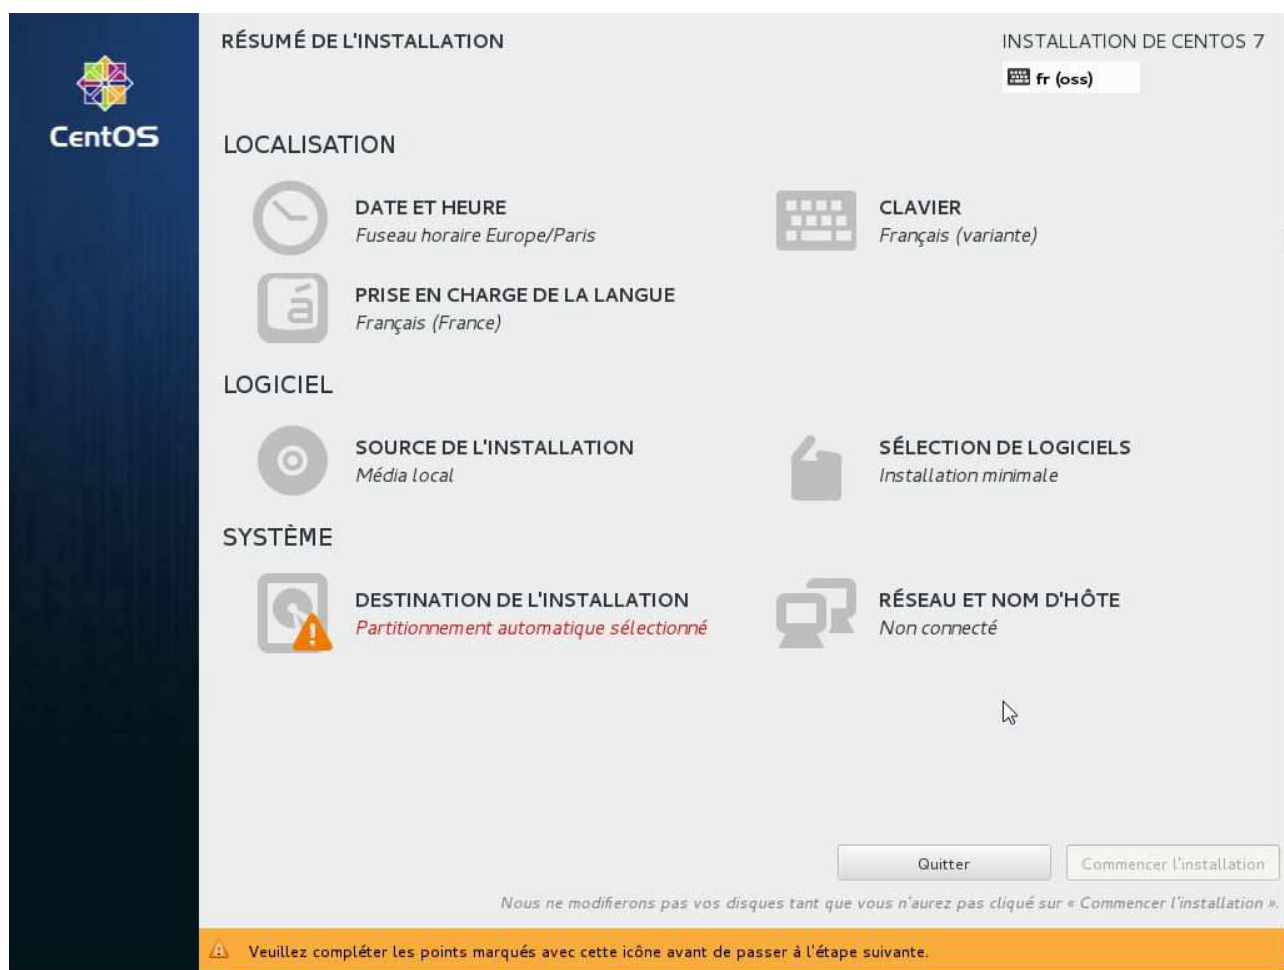 CentOS
RÉSUMÉ DE L'INSTALLATION
INSTALLATION DE CENTOS 7
fr (oss)
LOCALISATION
DATE ET HEURE
Fuseau horaire Europe/Paris
CLAVIER
Français (variante)
á
PRISE EN CHARGE DE LA LANGUE
Français (France)
LOGICIEL
SOURCE DE L'INSTALLATION
Média local
SÉLECTION DE LOGICIELS
Installation minimale
SYSTÈME
DESTINATION DE L'INSTALLATION
Partitionnement automatique sélectionné
RÉSEAU ET NOM D'HÔTE
Non connecté
Quitter
Commencer l'installation
Nous ne modifierons pas vos disques tant que vous n'aurez pas cliqué sur « Commencer l'installation ».
Veuillez compléter les points marqués avec cette icône avant de passer à l'étape suivante.